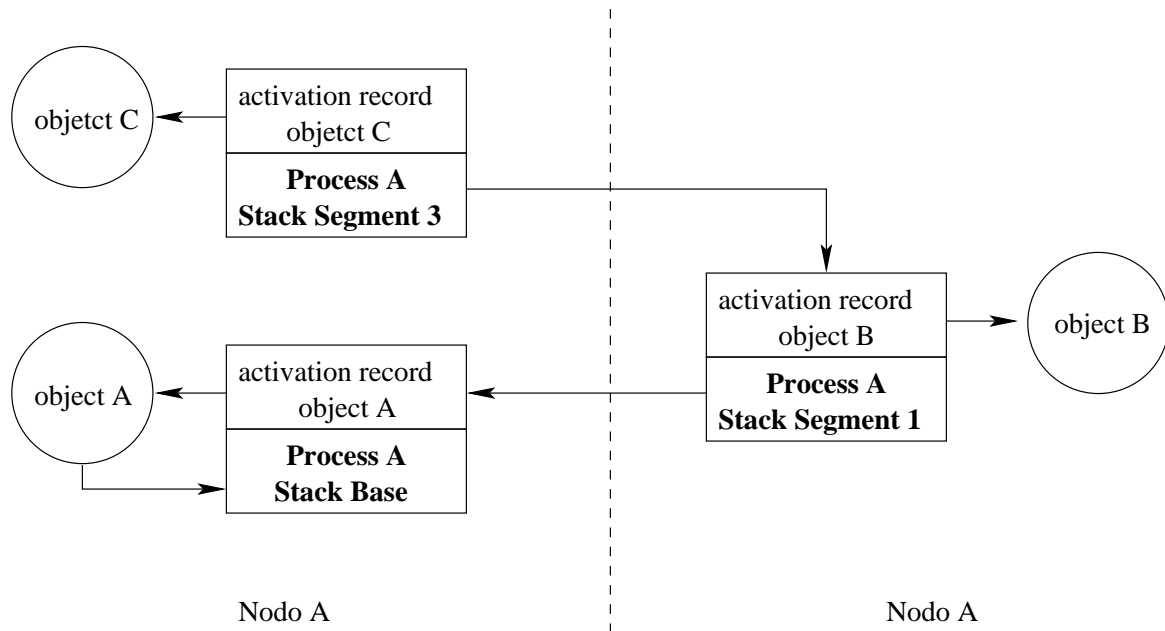 objetct C
activation record
objetct C
Process A
Stack Segment 3
activation record
object B
Process A
Stack Segment 1
object B
object A
activation record
object A
Process A
Stack Base
Nodo A
Nodo A